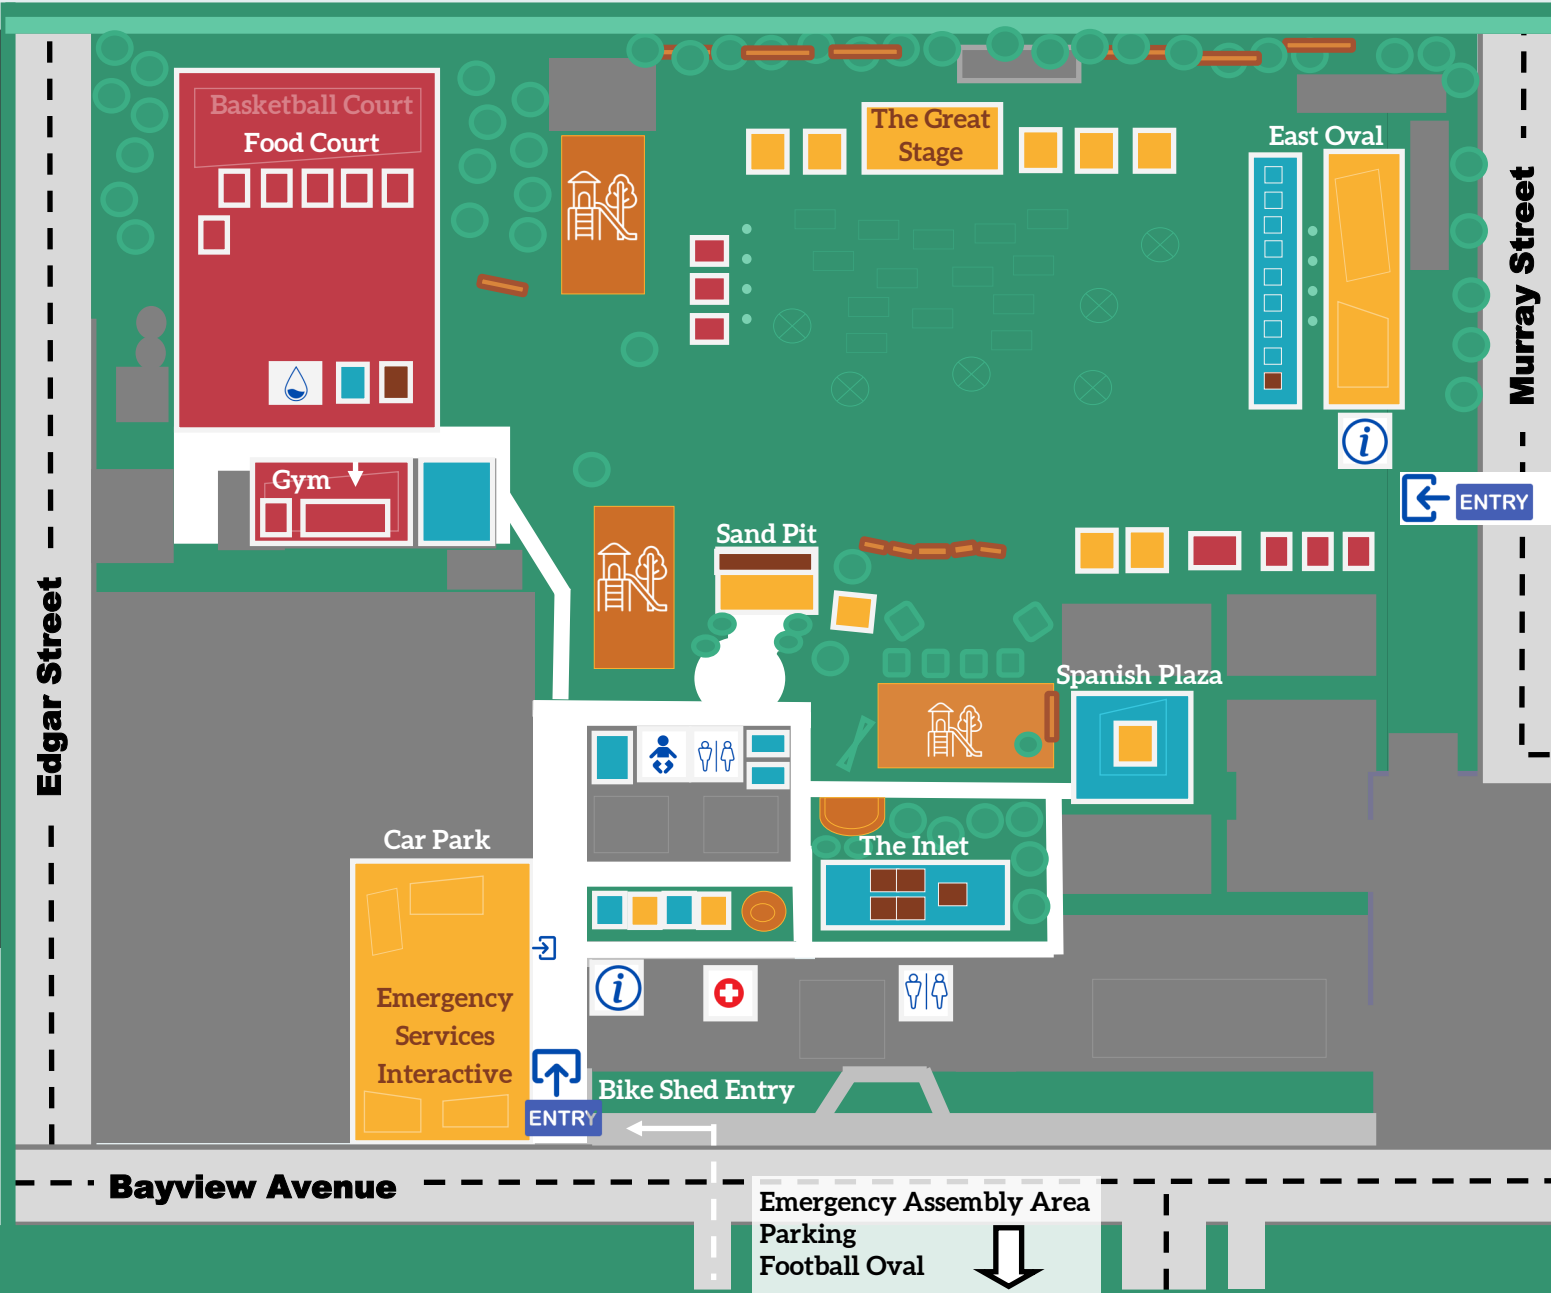 Basketball Court
Food Court
The Great
Stage
East Oval
Murray Street
ENTRY
Gym
Sand Pit
Edgar Street
Spanish Plaza
Car Park
The Inlet
Emergency
Services
Interactive
Bike Shed Entry
ENTRY
Bayview Avenue
Emergency Assembly Area
Parking
Football Oval